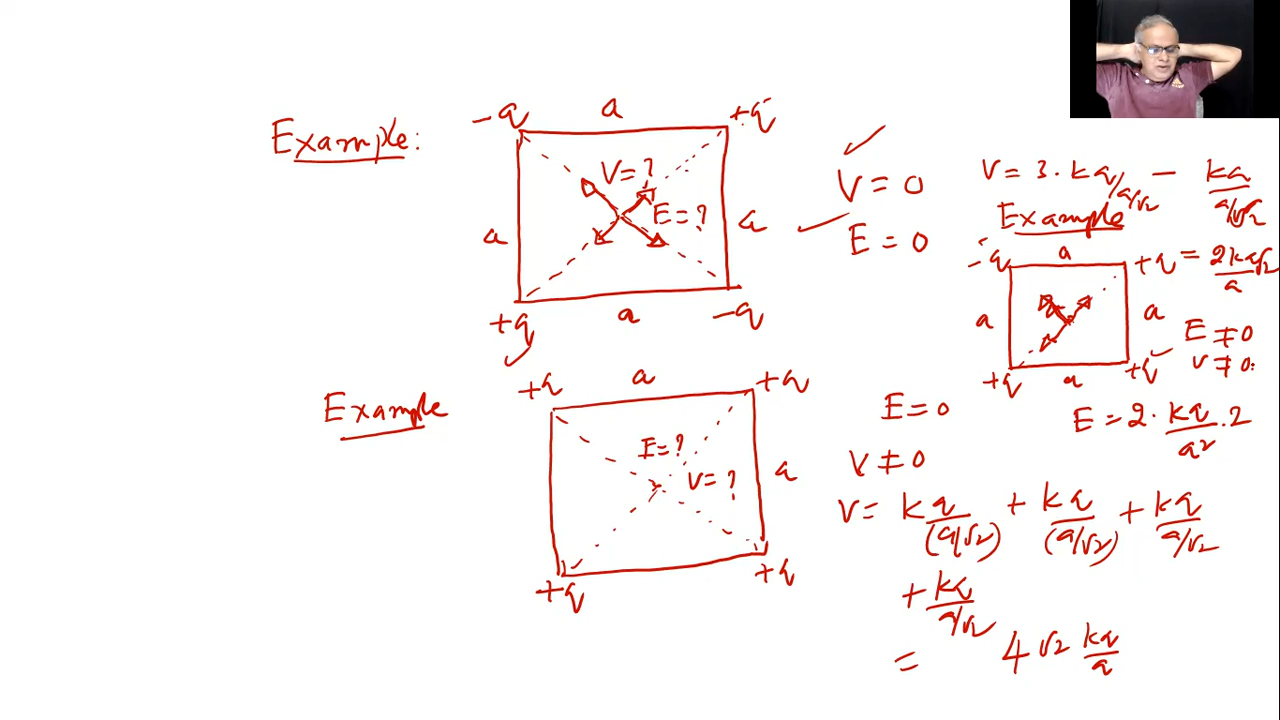 Example:
-q a +q
V=?
E=?
a a
+q a -q
V = 0
E = 0
V = 3. kq/a/√2 - kq/a/√2
Example
-q a +q = 2kq√2/a
a a
+q a +q
E ≠ 0
V ≠ 0
E = 2. kq/a² .2
Example
+q a +q
E=?
V=?
a
+q +q
E = 0
V ≠ 0
V = kq/(a/√2) + kq/(a/√2) + kq/a/√2
+ kq/a/√2
= 4√2 kq/a